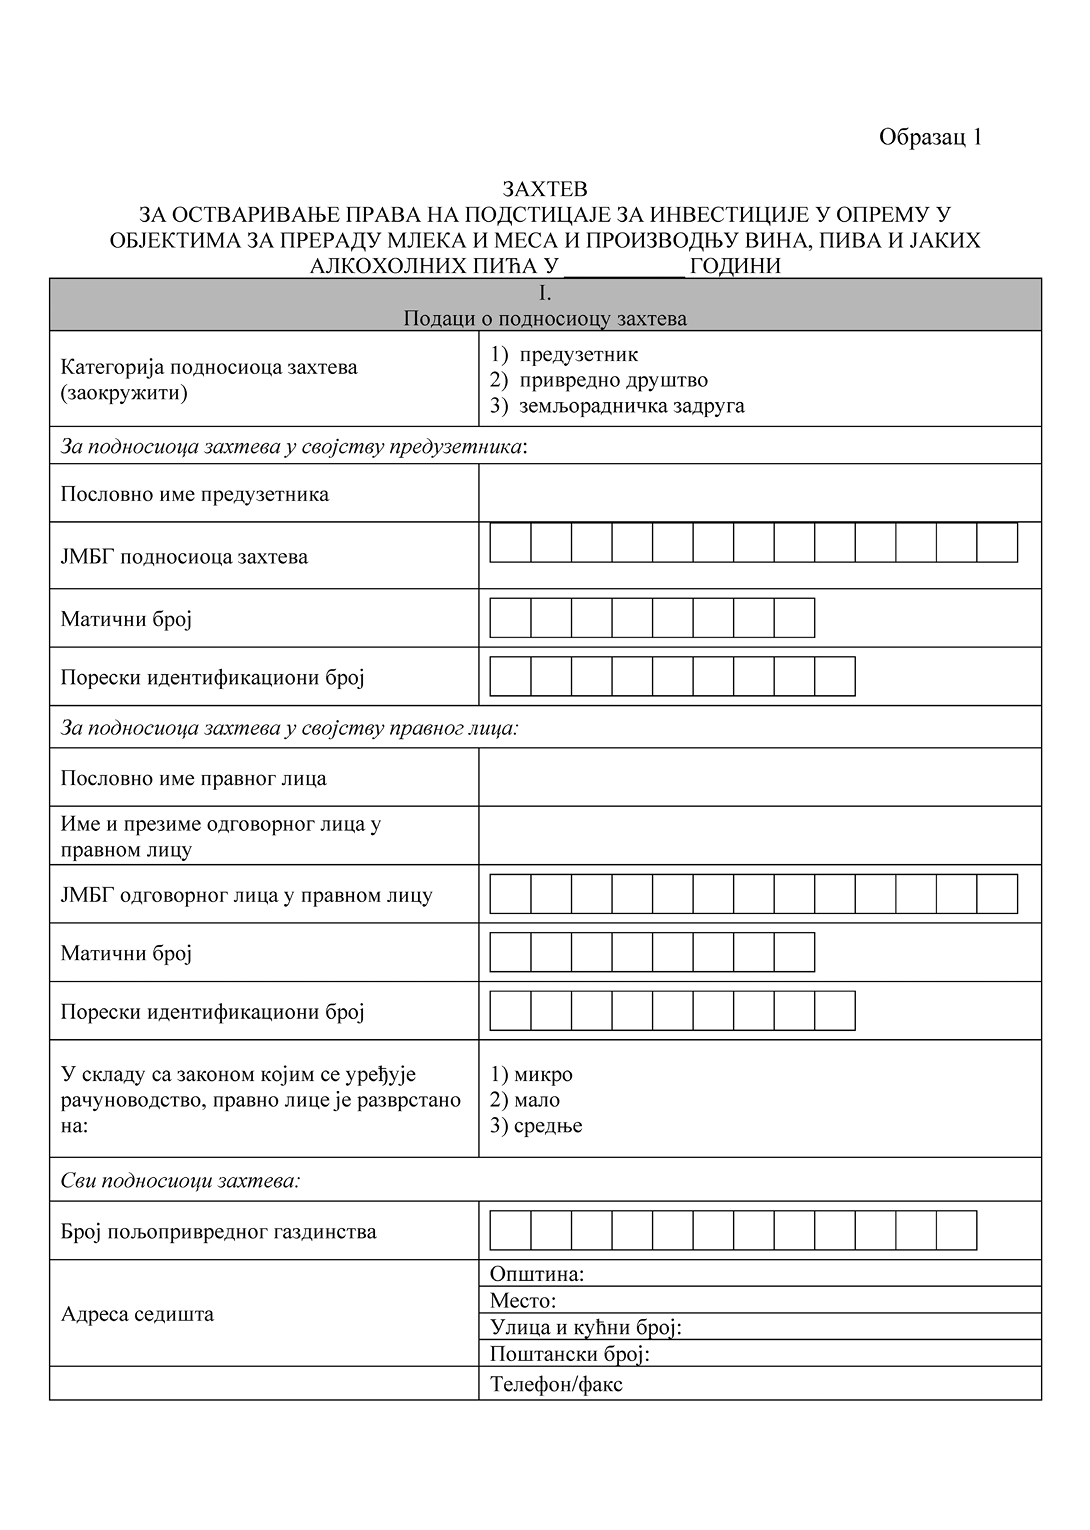 Образац 1
ЗАХТЕВ
ЗА ОСТВАРИВАЊЕ ПРАВА НА ПОДСТИЦАЈЕ ЗА ИНВЕСТИЦИЈЕ У ОПРЕМУ У
ОБЈЕКТИМА ЗА ПРЕРАДУ МЛЕКА И МЕСА И ПРОИЗВОДЊУ ВИНА, ПИВА И ЈАКИХ
АЛКОХОЛНИХ ПИЋА У ___________ ГОДИНИ
I.
Подаци о подносиоцу захтева
Категорија подносиоца захтева
(заокружити)
1) предузетник
2) привредно друштво
3) земљорадничка задруга
За подносиоца захтева у својству предузетника:
Пословно име предузетника
ЈМБГ подносиоца захтева
Матични број
Порески идентификациони број
За подносиоца захтева у својству правног лица:
Пословно име правног лица
Име и презиме одговорног лица у
правном лицу
ЈМБГ одговорног лица у правном лицу
Матични број
Порески идентификациони број
У складу са законом којим се уређује
рачуноводство, правно лице је разврстано
на:
1) микро
2) мало
3) средње
Сви подносиоци захтева:
Број пољопривредног газдинства
Адреса седишта
Општина:
Место:
Улица и кућни број:
Поштански број:
Телефон/факс